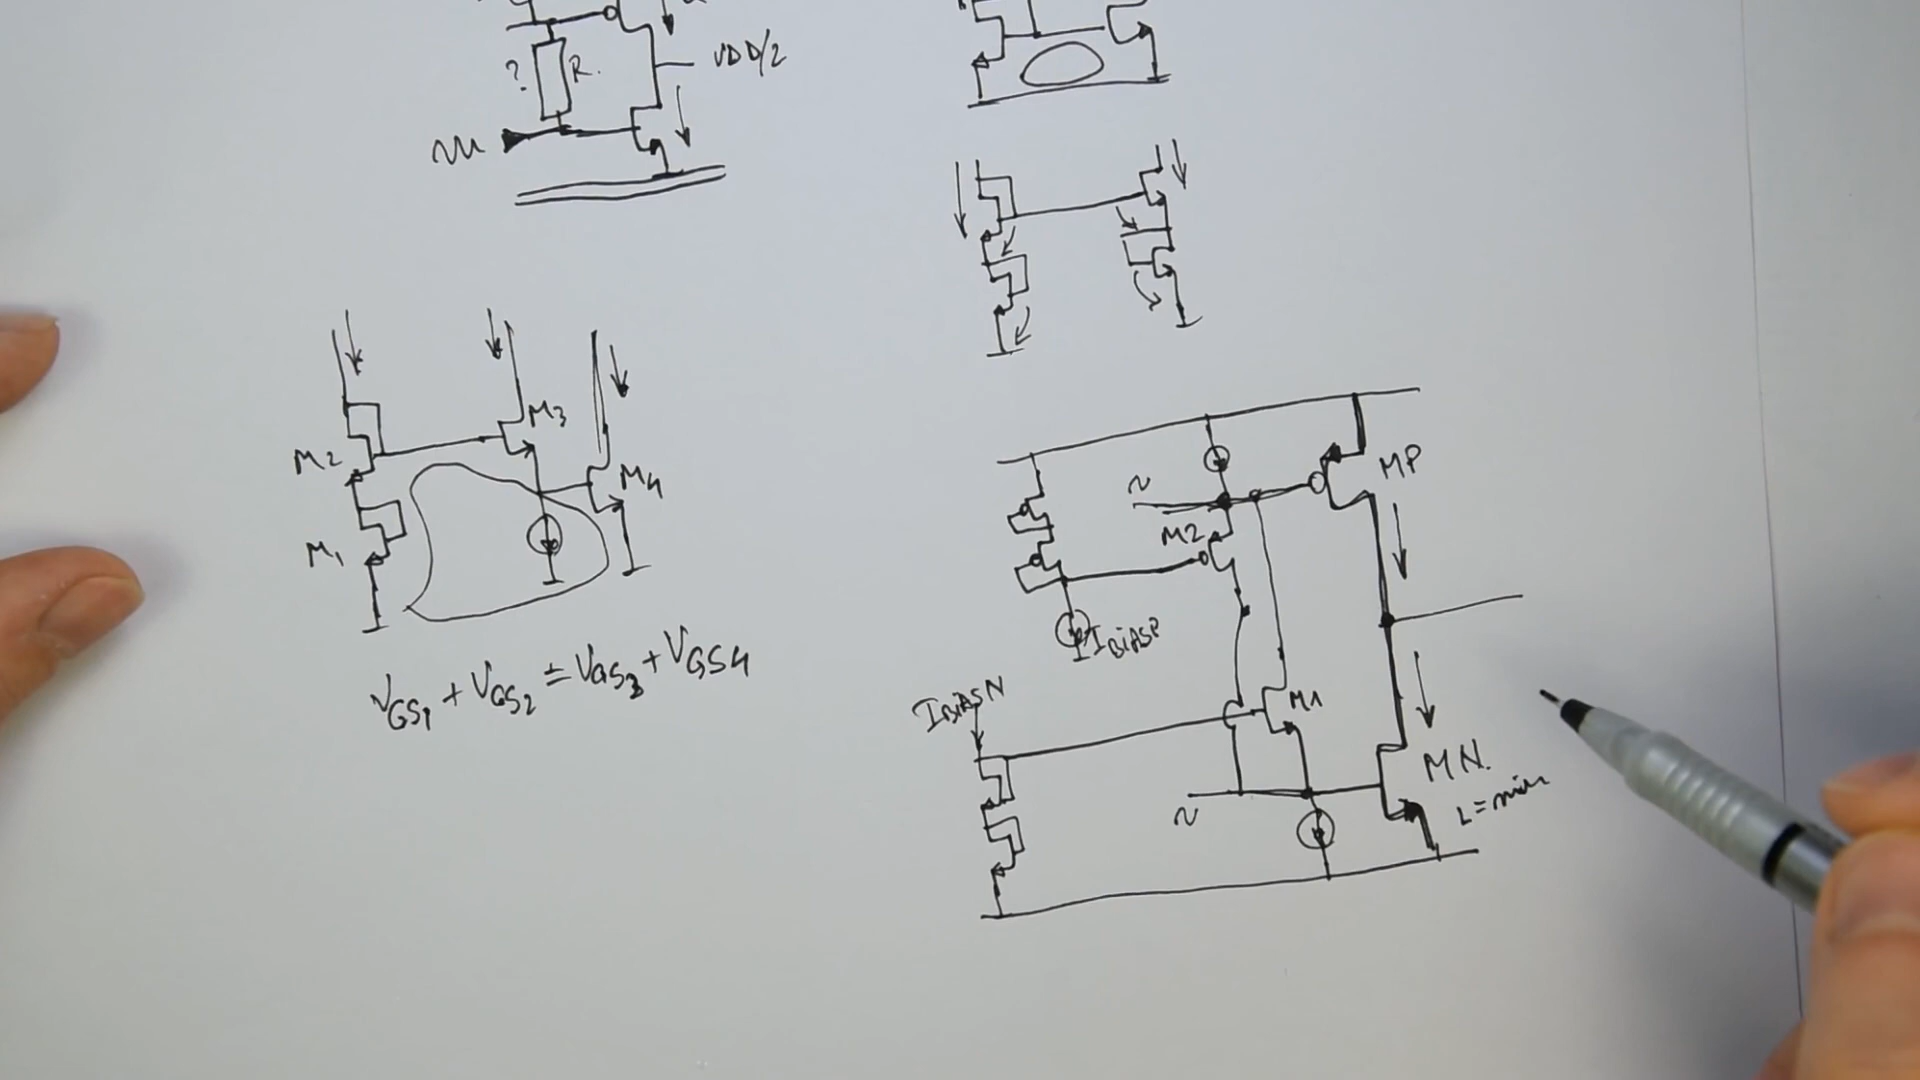 ? R.
VDD/2
M3
M2
M4
M1
VGS1 + VGS2 = VGS3 + VGS4
MP
M2
IBIASP
IBIASN
M1
MN.
L=min